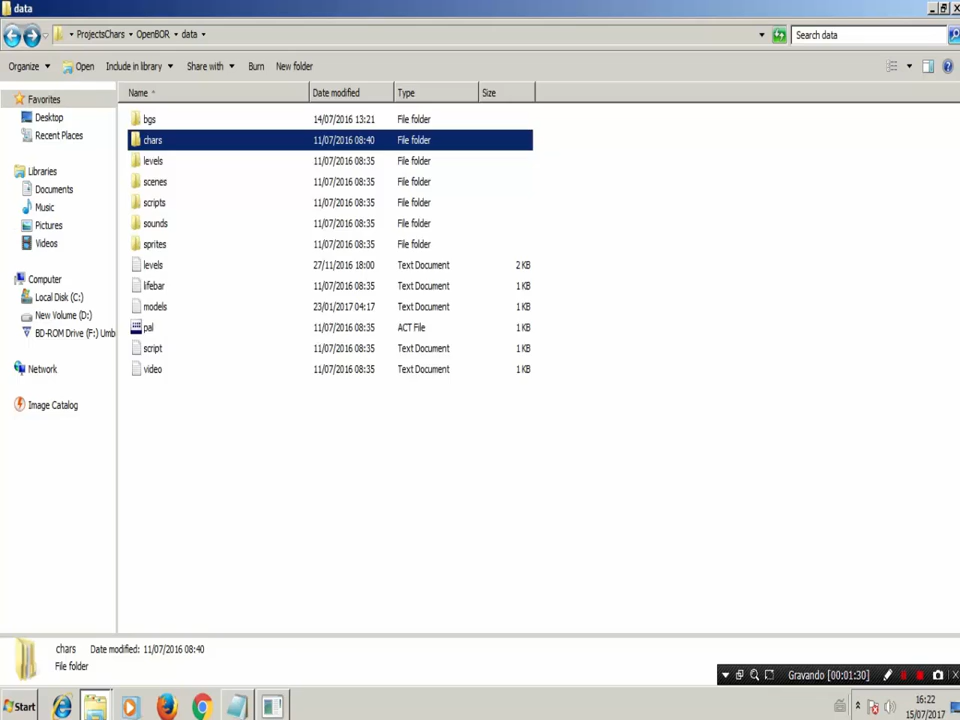 data
ProjectsChars OpenBOR data
Search data
Organize Open Include in library Share with Burn New folder
Name Date modified Type Size
Favorites
Desktop
Recent Places
Libraries
Documents
Music
Pictures
Videos
Computer
Local Disk (C:)
New Volume (D:)
BD-ROM Drive (F:) Umb
Network
Image Catalog
bgs 14/07/2016 13:21 File folder
chars 11/07/2016 08:40 File folder
levels 11/07/2016 08:35 File folder
scenes 11/07/2016 08:35 File folder
scripts 11/07/2016 08:35 File folder
sounds 11/07/2016 08:35 File folder
sprites 11/07/2016 08:35 File folder
levels 27/11/2016 18:00 Text Document 2 KB
lifebar 11/07/2016 08:35 Text Document 1 KB
models 23/01/2017 04:17 Text Document 1 KB
pal 11/07/2016 08:35 ACT File 1 KB
script 11/07/2016 08:35 Text Document 1 KB
video 11/07/2016 08:35 Text Document 1 KB
chars Date modified: 11/07/2016 08:40
File folder
Gravando [00:01:30]
Start
16:22
15/07/2017